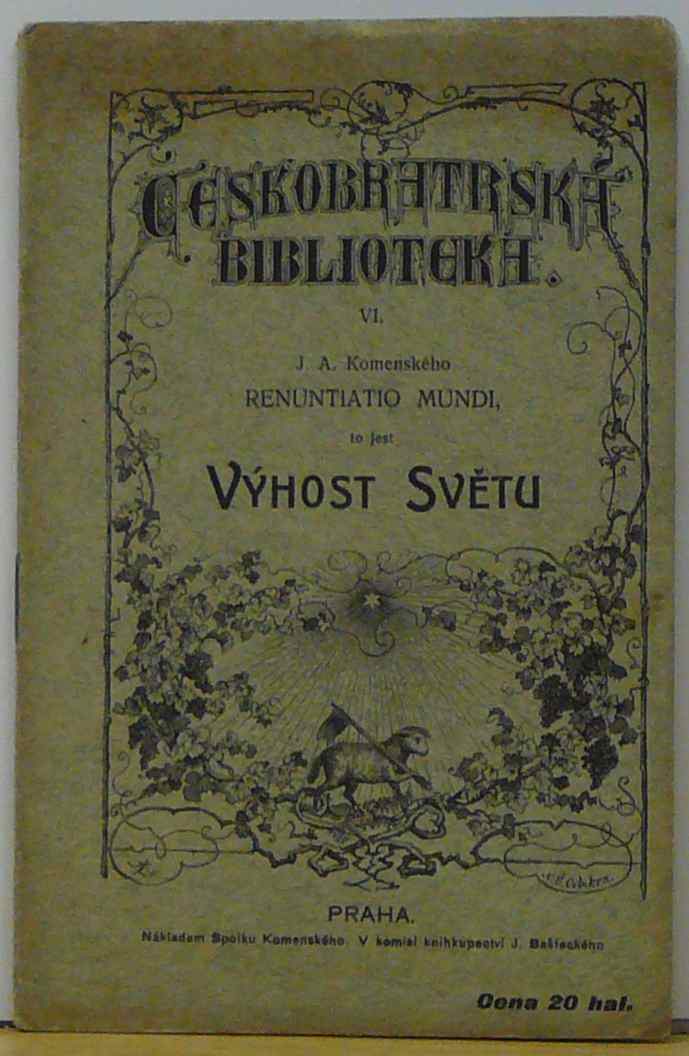 ČESKOBRATRSKÁ
BIBLIOTEKA.
VI.
J. A. Komenského
RENUNTIATIO MUNDI,
to jest
VÝHOST SVĚTU
PRAHA.
Nákladem Spolku Komenského. V komisi knihkupectví J. Bašteckého
Cena 20 hal.